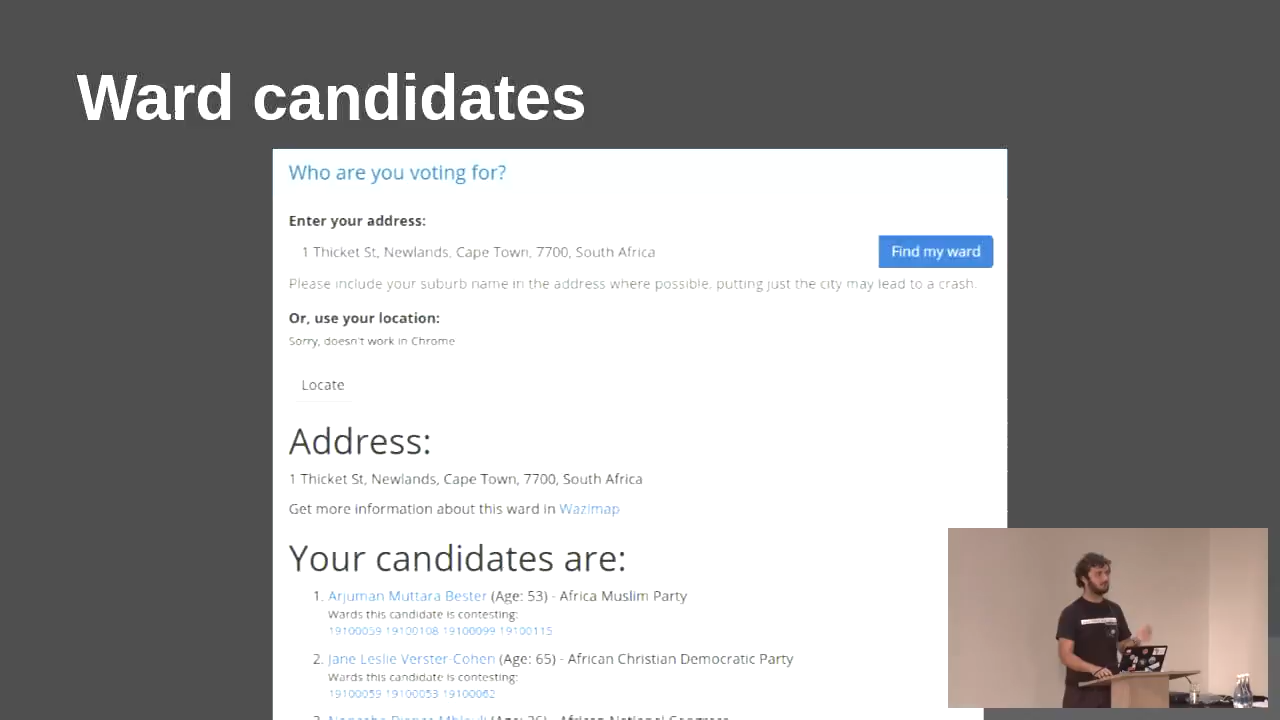 Ward candidates
Who are you voting for?
Enter your address:
1 Thicket St, Newlands, Cape Town, 7700, South Africa
Find my ward
Please include your suburb name in the address where possible, putting just the city may lead to a crash.
Or, use your location:
Sorry, doesn't work in Chrome
Locate
Address:
1 Thicket St, Newlands, Cape Town, 7700, South Africa
Get more information about this ward in Wazimap
Your candidates are:
1. Arjuman Muttara Bester (Age: 53) - Africa Muslim Party
Wards this candidate is contesting:
19100059 19100108 19100099 19100115
2. Jane Leslie Verster-Cohen (Age: 65) - African Christian Democratic Party
Wards this candidate is contesting:
19100059 19100053 19100062